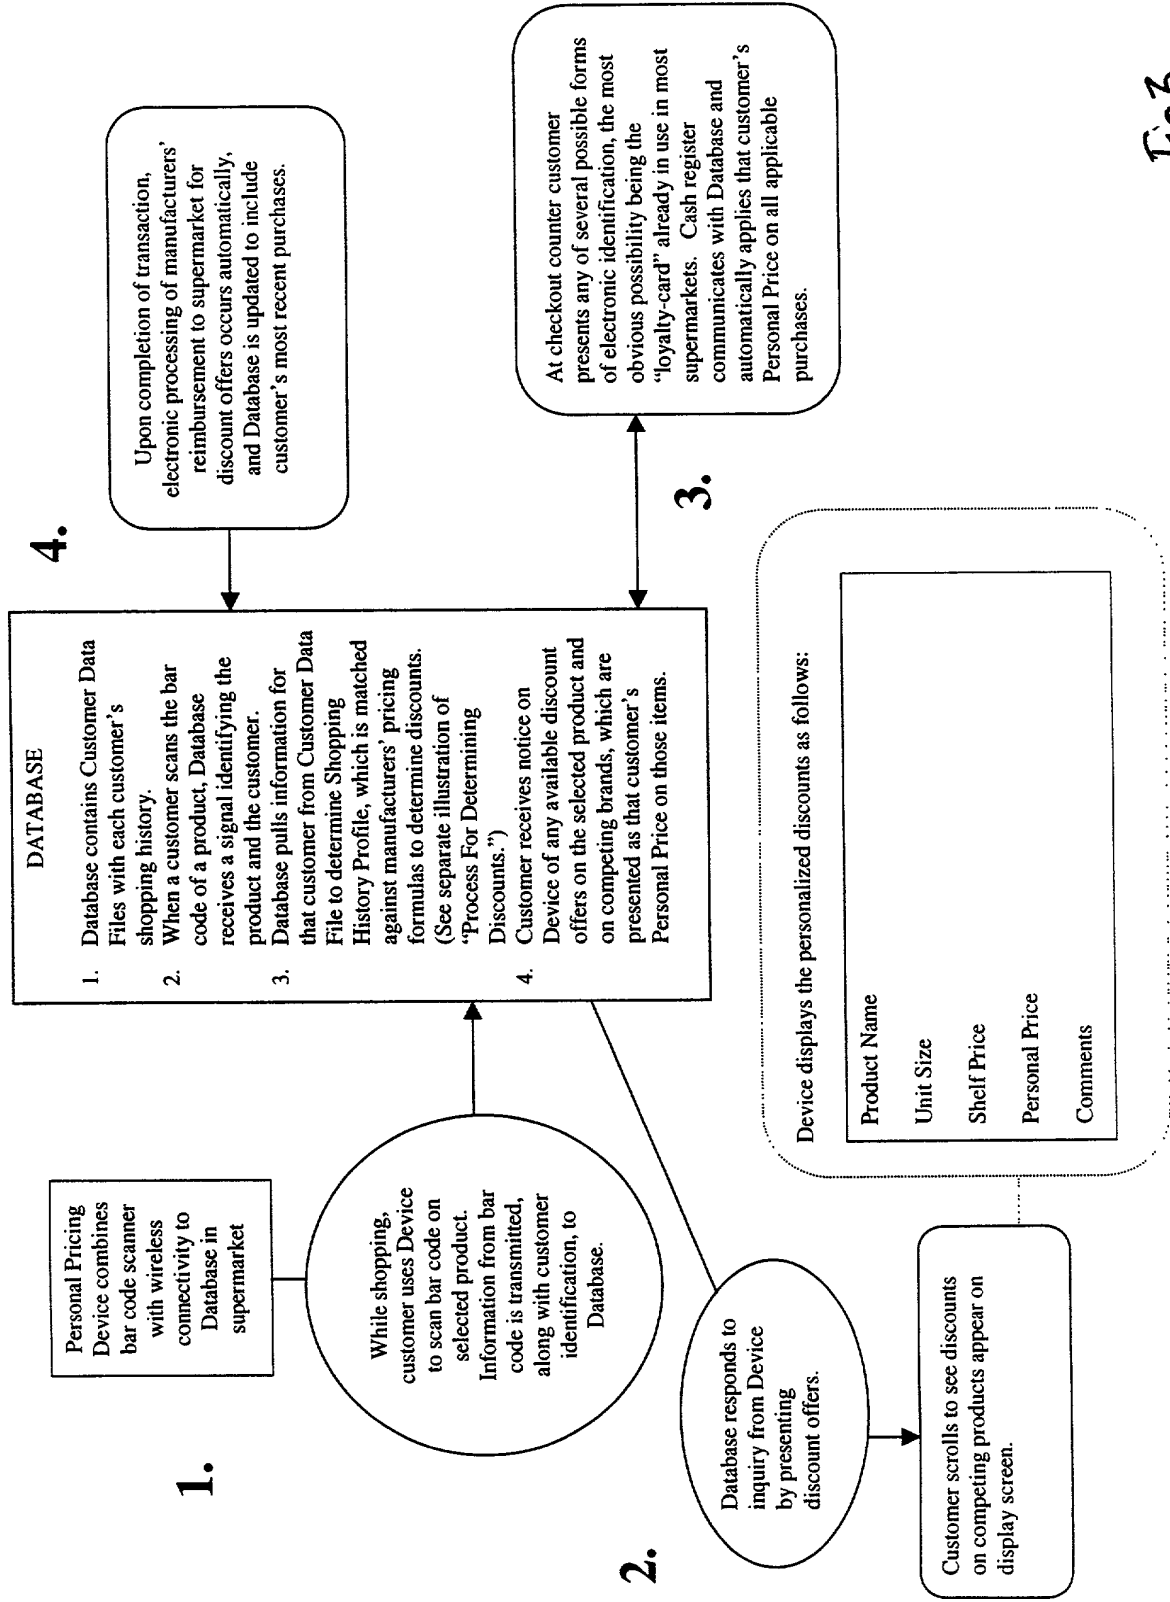 1.
Personal Pricing
Device combines
bar code scanner
with wireless
connectivity to
Database in
supermarket
While shopping,
customer uses Device
to scan bar code on
selected product.
Information from bar
code is transmitted,
along with customer
identification, to
Database.
DATABASE
1. Database contains Customer Data
Files with each customer's
shopping history.
2. When a customer scans the bar
code of a product, Database
receives a signal identifying the
product and the customer.
3. Database pulls information for
that customer from Customer Data
File to determine Shopping
History Profile, which is matched
against manufacturers' pricing
formulas to determine discounts.
(See separate illustration of
"Process For Determining
Discounts.")
4. Customer receives notice on
Device of any available discount
offers on the selected product and
on competing brands, which are
presented as that customer's
Personal Price on those items.
4.
Upon completion of transaction,
electronic processing of manufacturers'
reimbursement to supermarket for
discount offers occurs automatically,
and Database is updated to include
customer's most recent purchases.
2.
Database responds to
inquiry from Device
by presenting
discount offers.
Customer scrolls to see discounts
on competing products appear on
display screen.
Device displays the personalized discounts as follows:
Product Name
Unit Size
Shelf Price
Personal Price
Comments
3.
At checkout counter customer
presents any of several possible forms
of electronic identification, the most
obvious possibility being the
"loyalty-card" already in use in most
supermarkets. Cash register
communicates with Database and
automatically applies that customer's
Personal Price on all applicable
purchases.
Fig 3